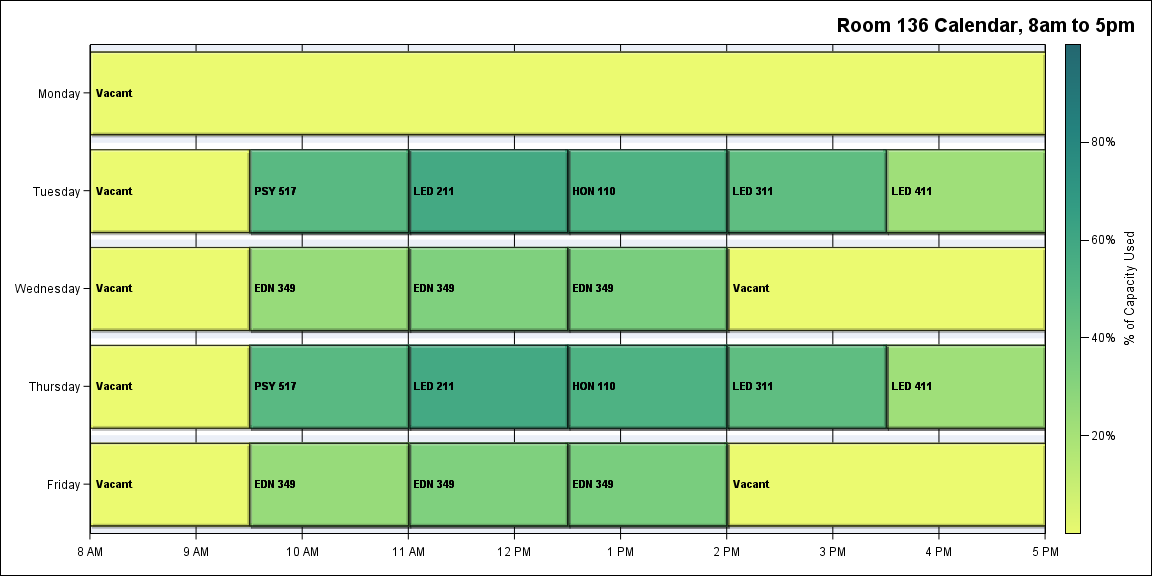 Room 136 Calendar, 8am to 5pm
Monday
Vacant
Tuesday
Vacant
PSY 517
LED 211
HON 110
LED 311
LED 411
Wednesday
Vacant
EDN 349
EDN 349
EDN 349
Vacant
Thursday
Vacant
PSY 517
LED 211
HON 110
LED 311
LED 411
Friday
Vacant
EDN 349
EDN 349
EDN 349
Vacant
8 AM
9 AM
10 AM
11 AM
12 PM
1 PM
2 PM
3 PM
4 PM
5 PM
80%
60%
40%
20%
% of Capacity Used